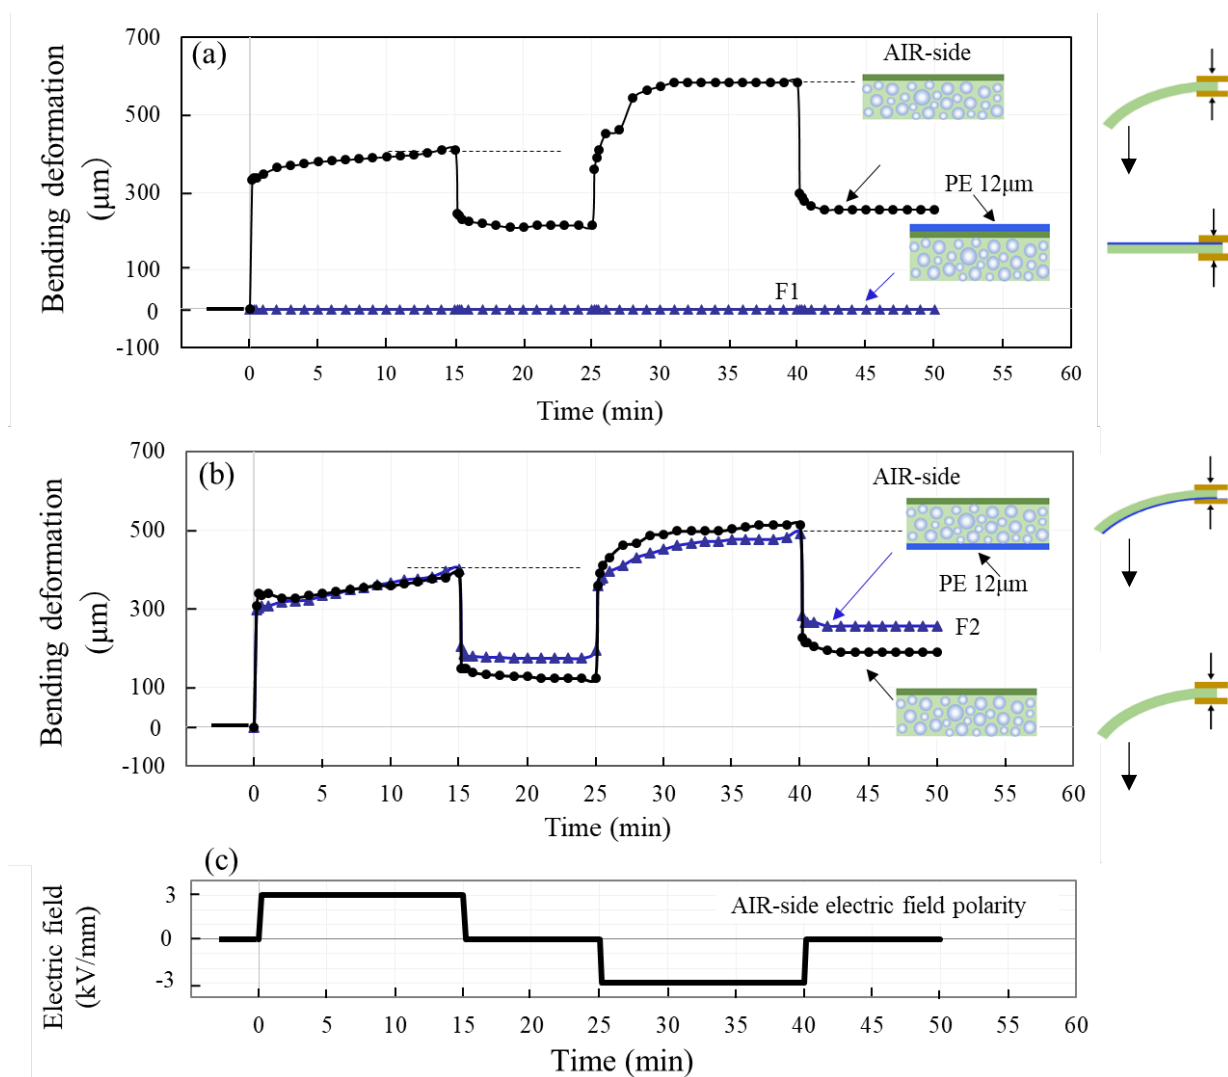 (a)
Bending deformation
(μm)
700
500
300
100
0
-100
AIR-side
PE 12μm
F1
0 5 10 15 20 25 30 35 40 45 50 55 60
Time (min)
(b)
Bending deformation
(μm)
700
500
300
100
0
-100
AIR-side
PE 12μm
F2
0 5 10 15 20 25 30 35 40 45 50 55 60
Time (min)
(c)
Electric field
(kV/mm)
3
0
-3
AIR-side electric field polarity
0 5 10 15 20 25 30 35 40 45 50 55 60
Time (min)